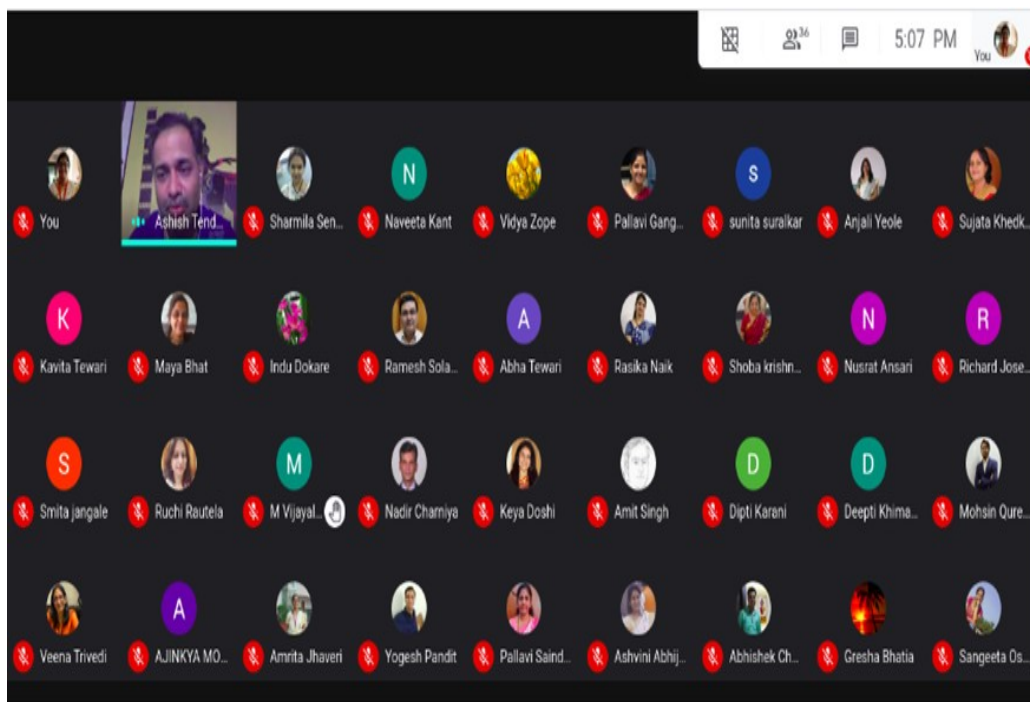 36 5:07 PM You
You Ashish Tend... Sharmila Sen... N Naveeta Kant Vidya Zope Pallavi Gang... s sunita suralkar Anjali Yeole Sujata Khedk...
K Kavita Tewari Maya Bhat Indu Dokare Ramesh Sola... A Abha Tewari Rasika Naik Shoba krishn... N Nusrat Ansari R Richard Jose...
S Smita jangale Ruchi Rautela M M Vijayal... Nadir Charniya Keya Doshi Amit Singh D Dipti Karani D Deepti Khima... Mohsin Qure...
Veena Trivedi A AJINKYA MO... Amrita Jhaveri Yogesh Pandit Pallavi Saind... Ashvini Abhij... Abhishek Ch... Gresha Bhatia Sangeeta Os...